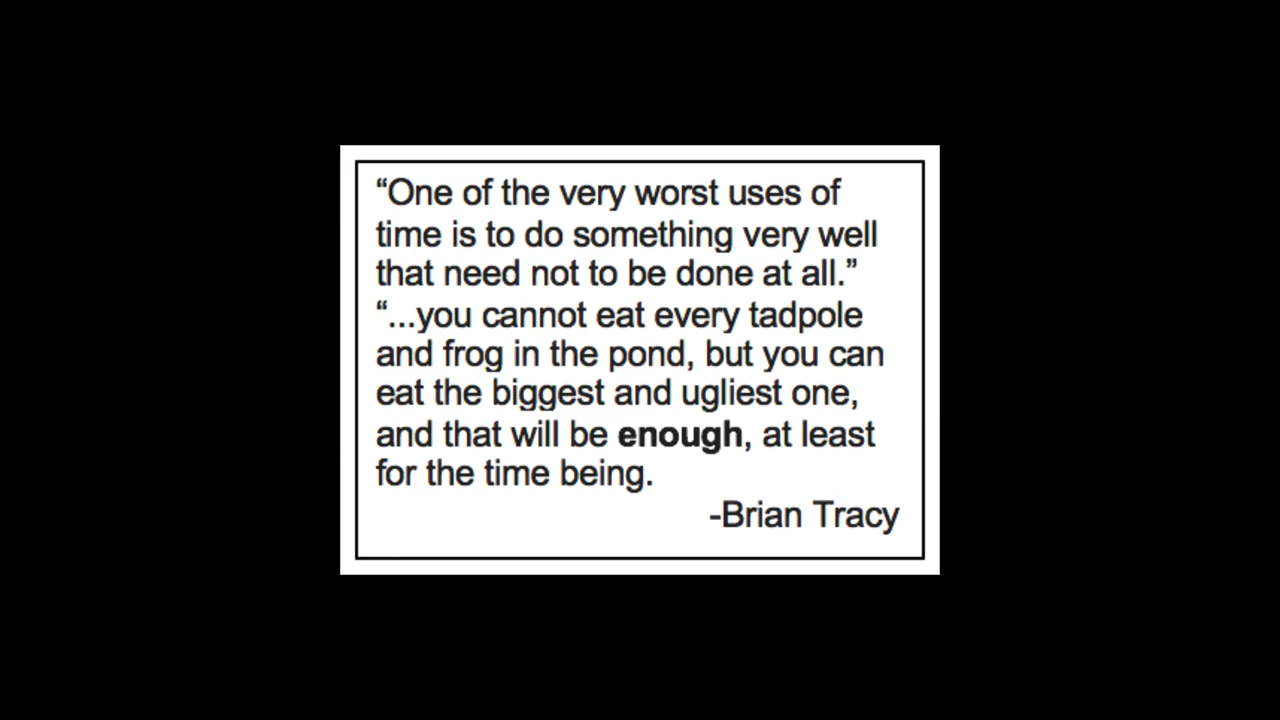 “One of the very worst uses of
time is to do something very well
that need not to be done at all.”
“...you cannot eat every tadpole
and frog in the pond, but you can
eat the biggest and ugliest one,
and that will be enough, at least
for the time being.
-Brian Tracy